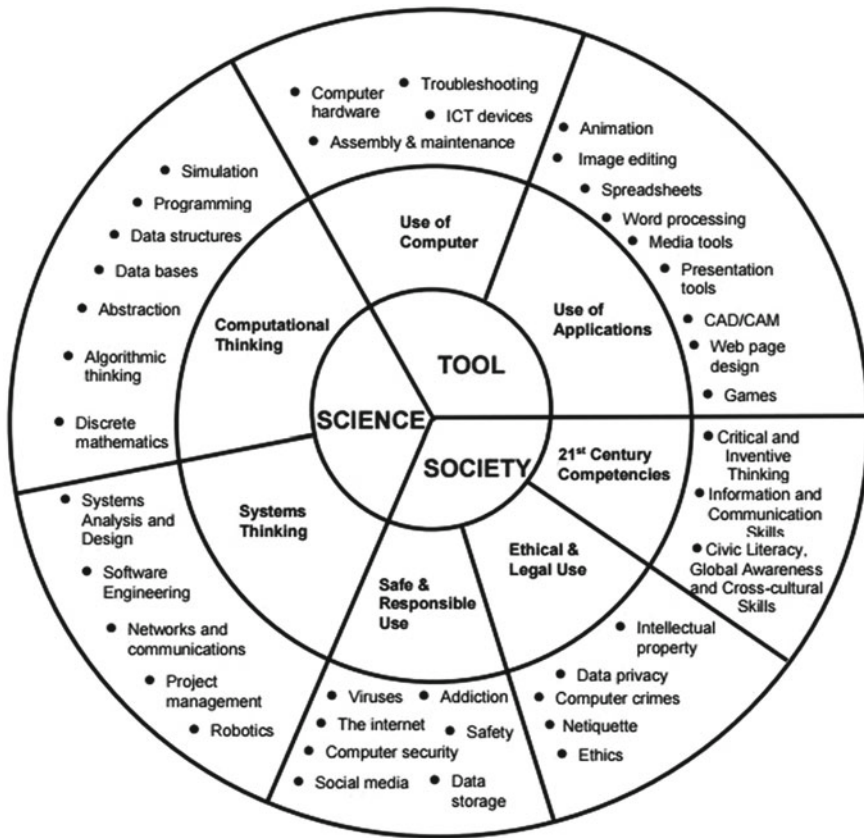 TOOL
SCIENCE
SOCIETY
Use of
Computer
Use of
Applications
21st Century
Competencies
Ethical &
Legal Use
Safe &
Responsible
Use
Systems
Thinking
Computational
Thinking
● Computer
hardware
● Troubleshooting
● ICT devices
● Assembly & maintenance
● Animation
● Image editing
● Spreadsheets
● Word processing
● Media tools
● Presentation
tools
● CAD/CAM
● Web page
design
● Games
● Critical and
Inventive
Thinking
● Information and
Communication
Skills
● Civic Literacy,
Global Awareness
and Cross-cultural
Skills
● Intellectual
property
● Data privacy
● Computer crimes
● Netiquette
● Ethics
● Viruses
● Addiction
● The internet
● Safety
● Computer security
● Social media
● Data
storage
● Systems
Analysis and
Design
● Software
Engineering
● Networks and
communications
● Project
management
● Robotics
● Simulation
● Programming
● Data structures
● Data bases
● Abstraction
● Algorithmic
thinking
● Discrete
mathematics